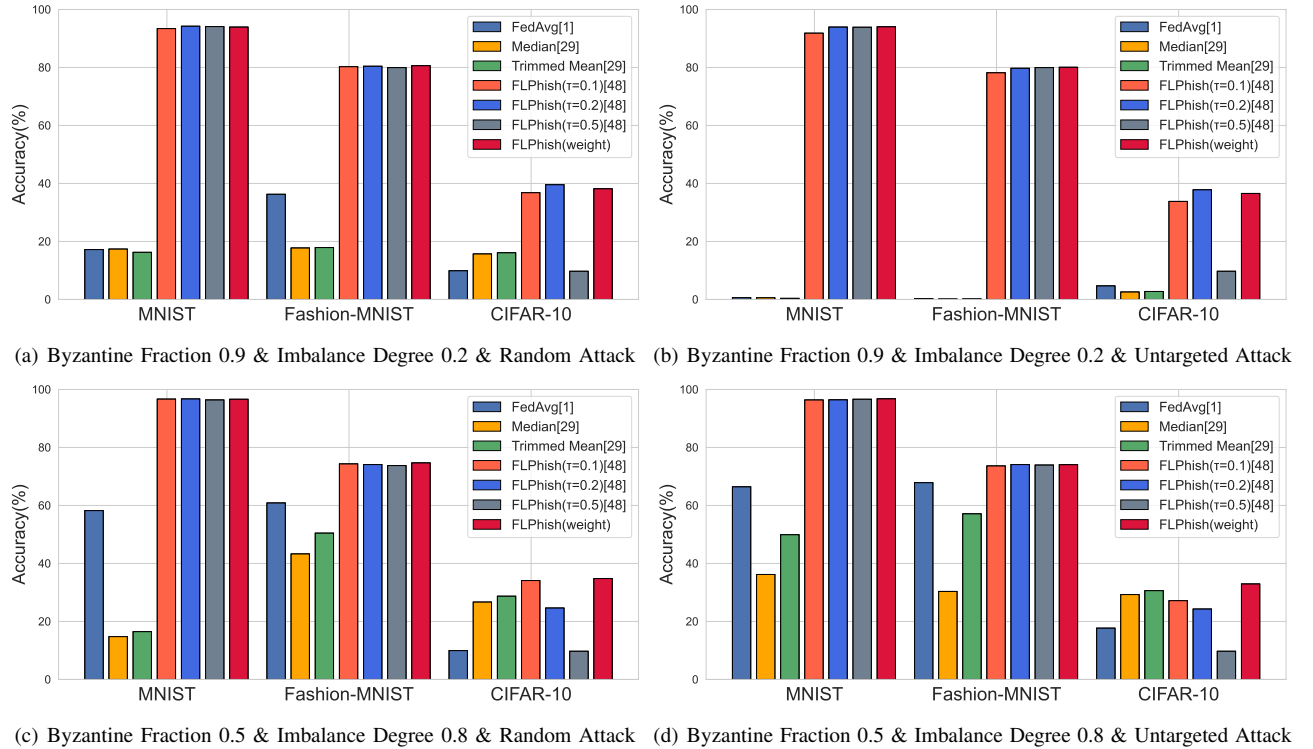 100
80
60
40
20
0
Accuracy(%)
FedAvg[1]
Median[29]
Trimmed Mean[29]
FLPhish(τ=0.1)[48]
FLPhish(τ=0.2)[48]
FLPhish(τ=0.5)[48]
FLPhish(weight)
MNIST Fashion-MNIST CIFAR-10
(a) Byzantine Fraction 0.9 & Imbalance Degree 0.2 & Random Attack
100
80
60
40
20
0
Accuracy(%)
FedAvg[1]
Median[29]
Trimmed Mean[29]
FLPhish(τ=0.1)[48]
FLPhish(τ=0.2)[48]
FLPhish(τ=0.5)[48]
FLPhish(weight)
MNIST Fashion-MNIST CIFAR-10
(b) Byzantine Fraction 0.9 & Imbalance Degree 0.2 & Untargeted Attack
100
80
60
40
20
0
Accuracy(%)
FedAvg[1]
Median[29]
Trimmed Mean[29]
FLPhish(τ=0.1)[48]
FLPhish(τ=0.2)[48]
FLPhish(τ=0.5)[48]
FLPhish(weight)
MNIST Fashion-MNIST CIFAR-10
(c) Byzantine Fraction 0.5 & Imbalance Degree 0.8 & Random Attack
100
80
60
40
20
0
Accuracy(%)
FedAvg[1]
Median[29]
Trimmed Mean[29]
FLPhish(τ=0.1)[48]
FLPhish(τ=0.2)[48]
FLPhish(τ=0.5)[48]
FLPhish(weight)
MNIST Fashion-MNIST CIFAR-10
(d) Byzantine Fraction 0.5 & Imbalance Degree 0.8 & Untargeted Attack